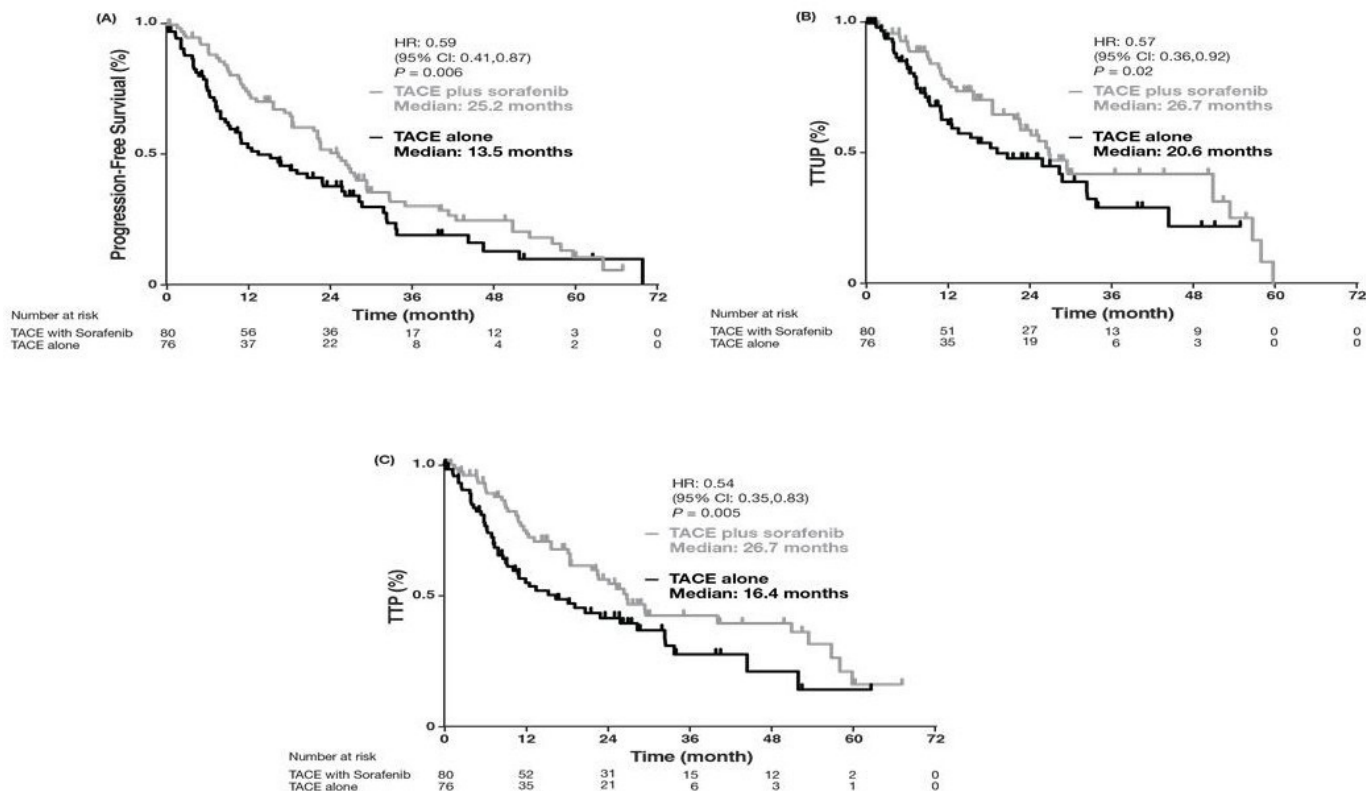 (A)
1.0
0.5
0
Progression-Free Surviual (%)
HR: 0.59
(95% CI: 0.41,0.87)
P = 0.006
TACE plus sorafenib
Median: 25.2 months
TACE alone
Median: 13.5 months
0 12 24 36 48 60 72
Time (month)
Number at risk
TACE with Sorafenib 80 56 36 17 12 3 0
TACE alone 76 37 22 8 4 2 0
(B)
1.0
0.5
0
TTUP (%)
HR: 0.57
(95% CI: 0.36,0.92)
P = 0.02
TACE plus sorafenib
Median: 26.7 months
TACE alone
Median: 20.6 months
0 12 24 36 48 60 72
Time (month)
Number at risk
TACE with Sorafenib 80 51 27 13 9 0 0
TACE alone 76 35 19 6 3 0 0
(C)
1.0
0.5
0
TTP (%)
HR: 0.54
(95% CI: 0.35,0.83)
P = 0.005
TACE plus sorafenib
Median: 26.7 months
TACE alone
Median: 16.4 months
0 12 24 36 48 60 72
Time (month)
Number at risk
TACE with Sorafenib 80 52 31 15 12 2 0
TACE alone 76 35 21 6 3 1 0